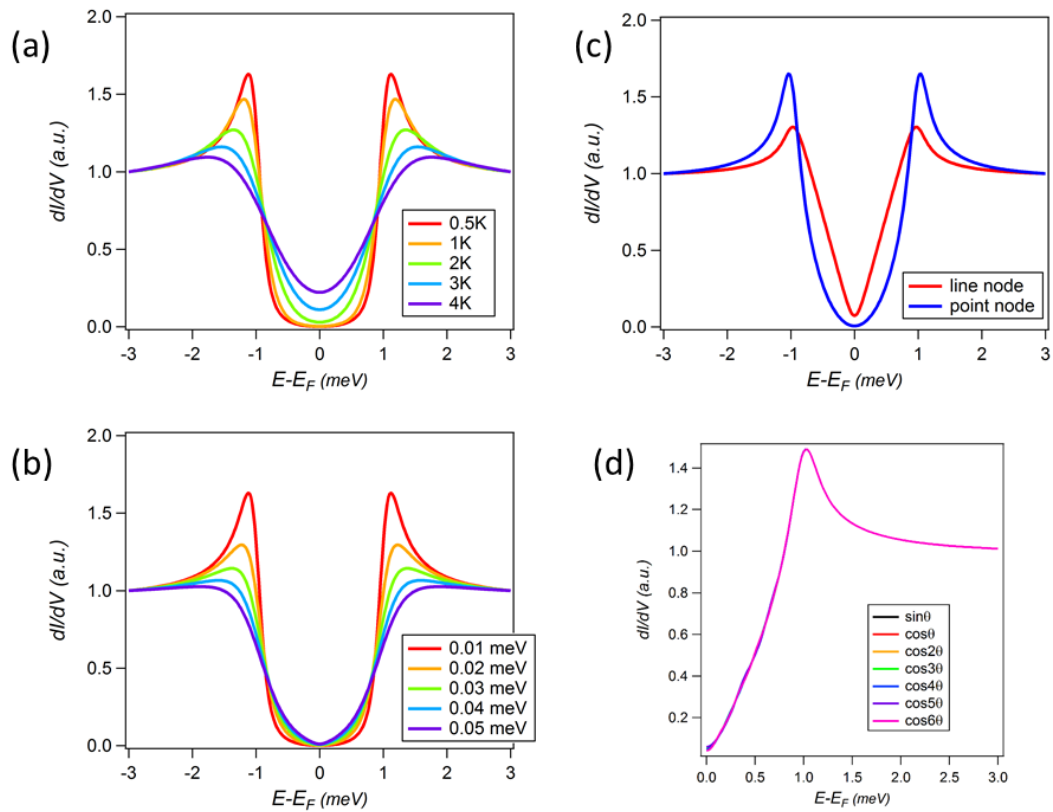 (a)
2.0
1.5
1.0
0.5
0.0
dI/dV (a.u.)
-3 -2 -1 0 1 2 3
E-E_F (meV)
0.5K
1K
2K
3K
4K
(c)
2.0
1.5
1.0
0.5
0.0
dI/dV (a.u.)
-3 -2 -1 0 1 2 3
E-E_F (meV)
line node
point node
(b)
2.0
1.5
1.0
0.5
0.0
dI/dV (a.u.)
-3 -2 -1 0 1 2 3
E-E_F (meV)
0.01 meV
0.02 meV
0.03 meV
0.04 meV
0.05 meV
(d)
1.4
1.2
1.0
0.8
0.6
0.4
0.2
dI/dV (a.u.)
0.0 0.5 1.0 1.5 2.0 2.5 3.0
E-E_F (meV)
sinθ
cosθ
cos2θ
cos3θ
cos4θ
cos5θ
cos6θ